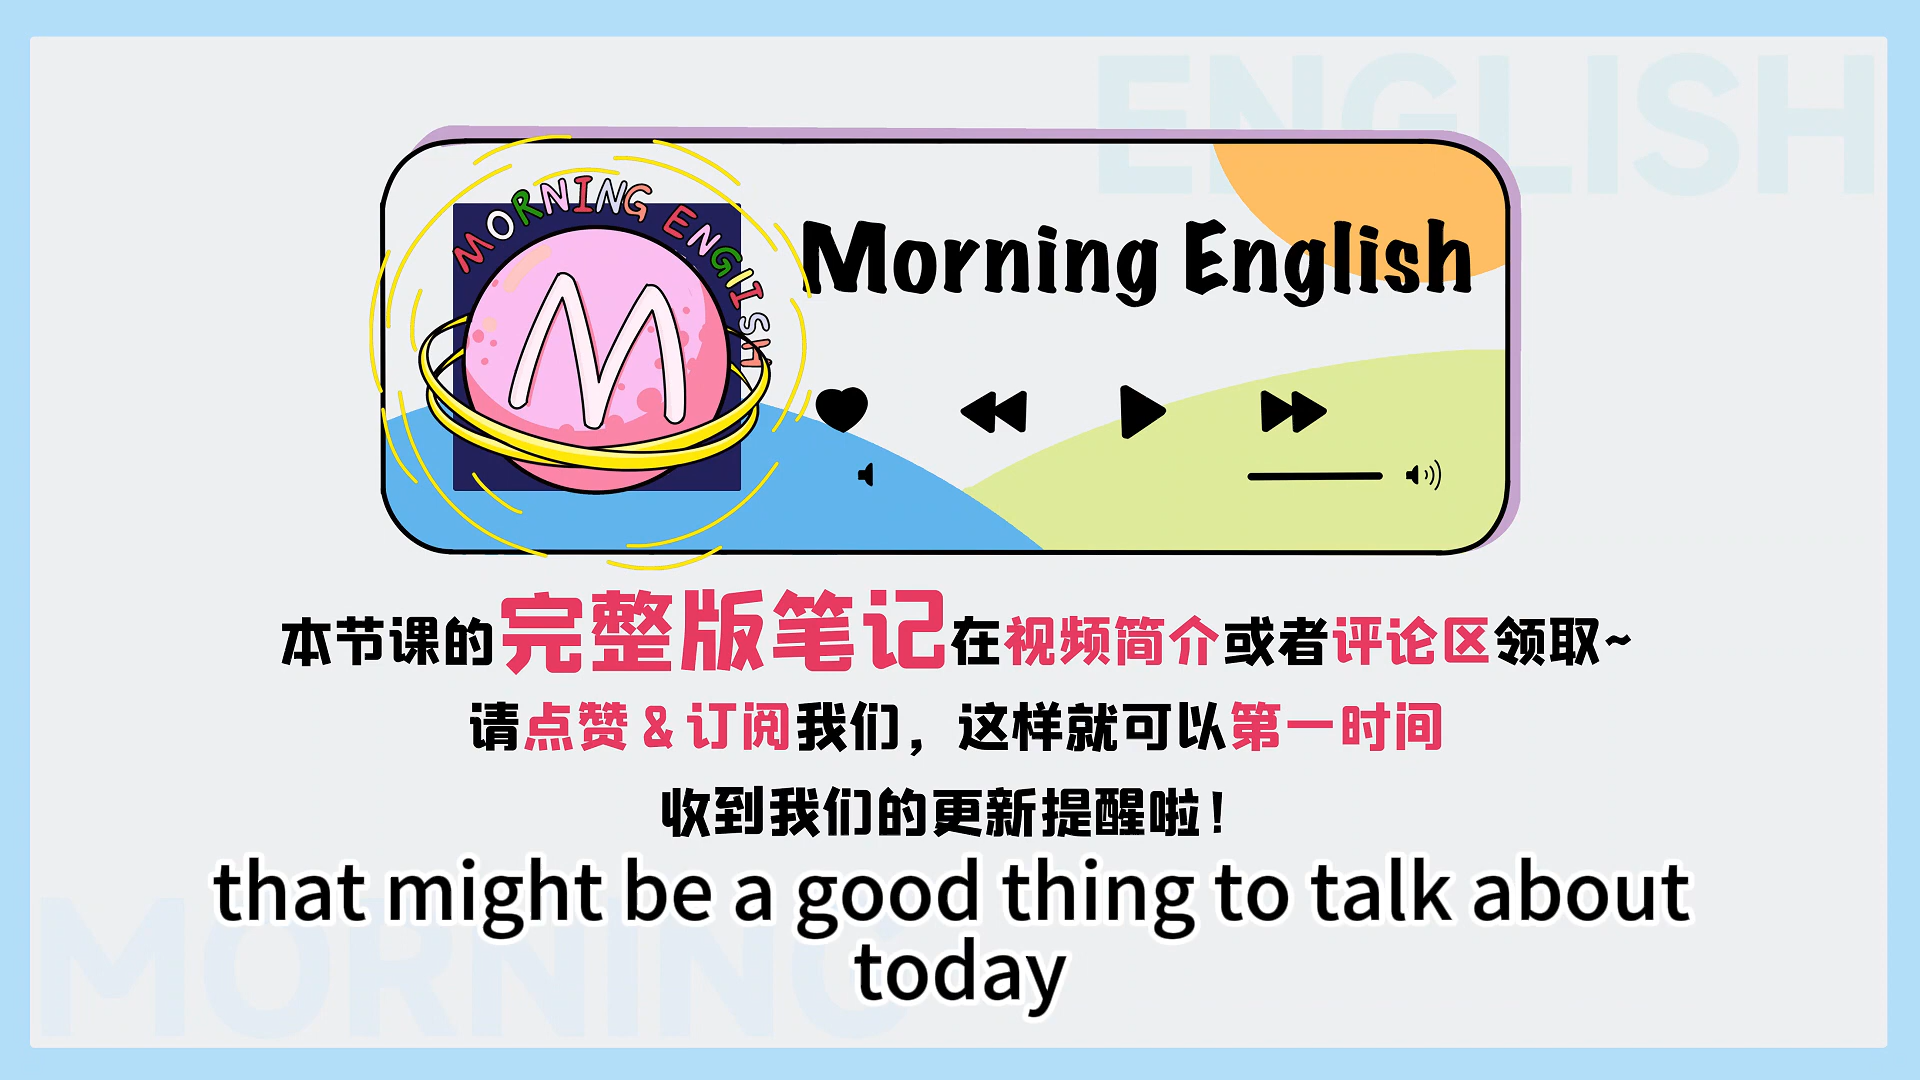 ENGLISH
MORNING ENGLISH
M
Morning English
本节课的完整版笔记在视频简介或者评论区领取~
请点赞&订阅我们，这样就可以第一时间
收到我们的更新提醒啦！
that might be a good thing to talk about
today
MORNING